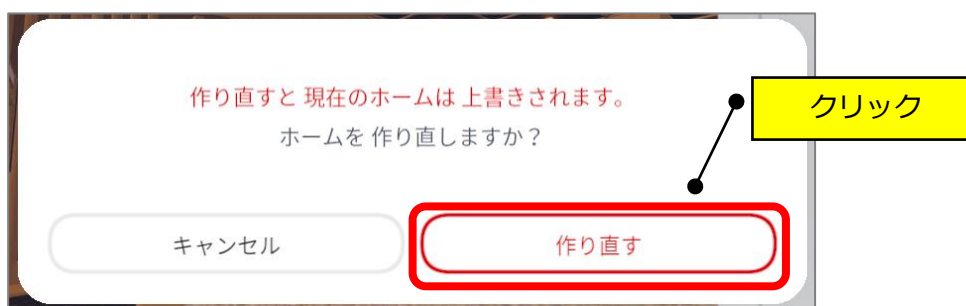 作り直すと 現在のホームは 上書きされます。
ホームを 作り直しますか？
クリック
キャンセル
作り直す